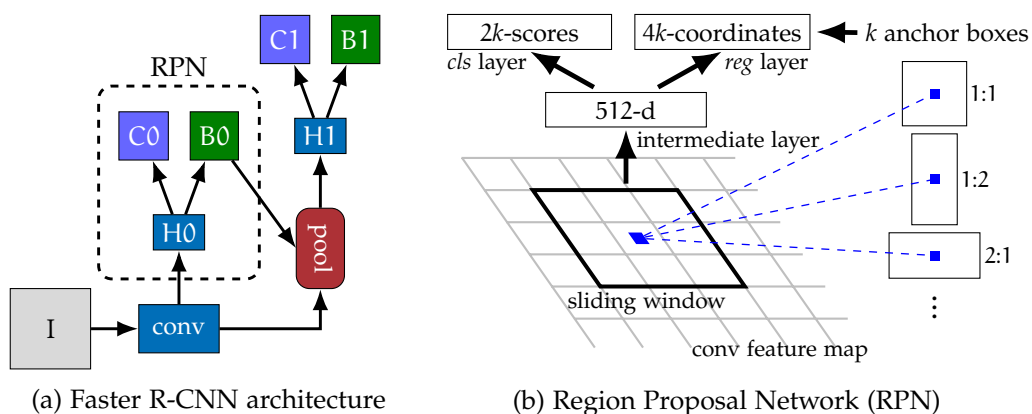 C1 B1
RPN
C0 B0
H1
H0
pool
I
conv
(a) Faster R-CNN architecture
2k-scores
4k-coordinates
k anchor boxes
cls layer
reg layer
512-d
intermediate layer
1:1
1:2
2:1
sliding window
conv feature map
(b) Region Proposal Network (RPN)